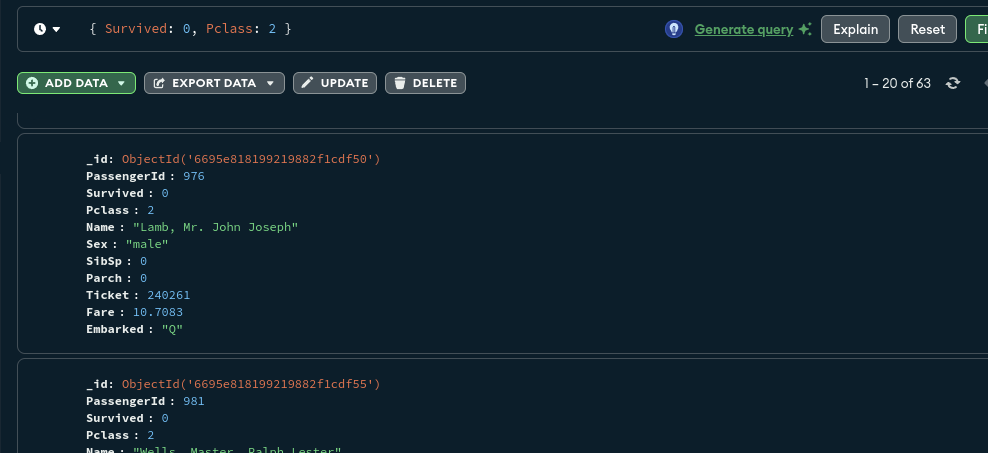 { Survived: 0, Pclass: 2 }
Generate query
Explain
Reset
Fi
ADD DATA
EXPORT DATA
UPDATE
DELETE
1 – 20 of 63
_id: ObjectId('6695e818199219882f1cdf50')
PassengerId : 976
Survived : 0
Pclass : 2
Name : "Lamb, Mr. John Joseph"
Sex : "male"
SibSp : 0
Parch : 0
Ticket : 240261
Fare : 10.7083
Embarked : "Q"
_id: ObjectId('6695e818199219882f1cdf55')
PassengerId : 981
Survived : 0
Pclass : 2
Name : "Wells, Master. Ralph Lester"